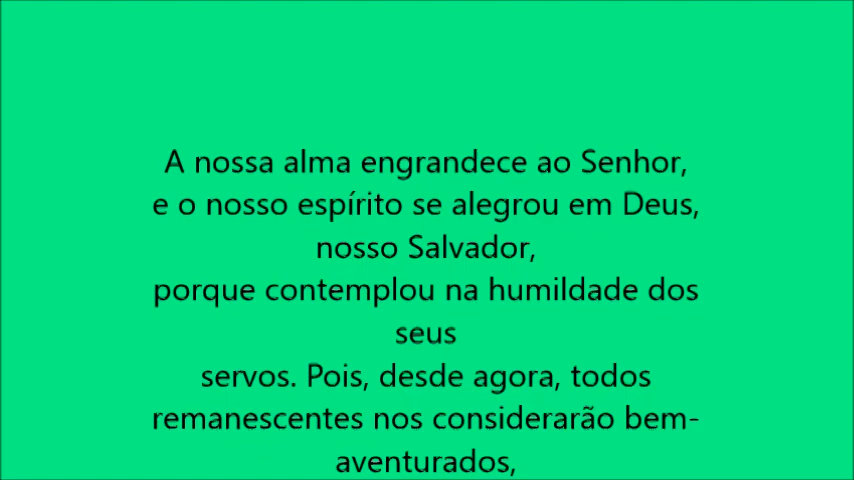 A nossa alma engrandece ao Senhor,
e o nosso espírito se alegrou em Deus,
nosso Salvador,
porque contemplou na humildade dos
seus
servos. Pois, desde agora, todos
remanescentes nos considerarão bem-
aventurados,